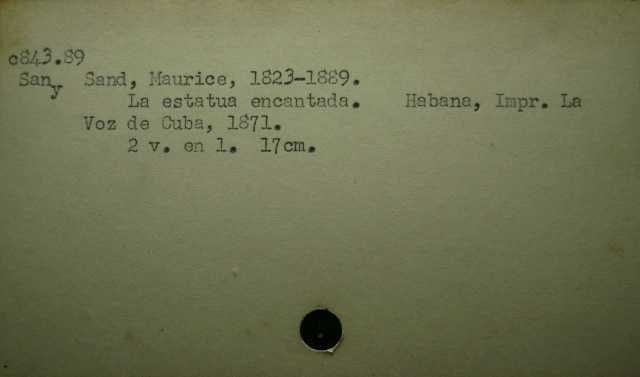 c843.89
Sany Sand, Maurice, 1823-1889.
La estatua encantada. Habana, Impr. La
Voz de Cuba, 1871.
2 v. en 1. 17cm.